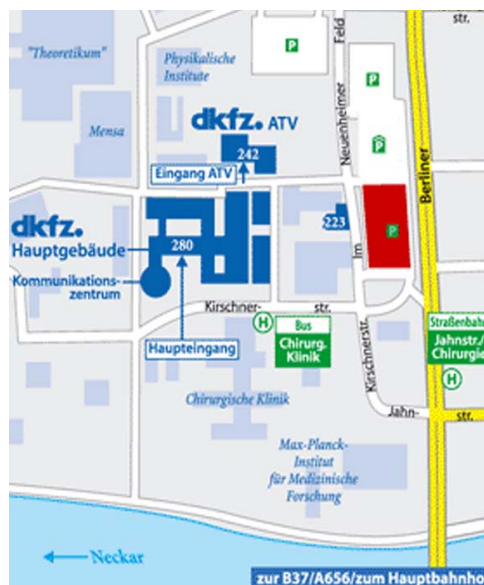 str.
"Theoretikum"
Physikalische
Institute
P
Feld
P
Mensa
dkfz. ATV
242
Neuenheimer
P
Berliner
Eingang ATV
dkfz.
223
P
Hauptgebäude
280
Im
Kommunikations-
zentrum
Kirschner-
str.
H
Bus
Chirurg.
Klinik
Straßenbah
Jahnstr./
Chirurgie
H
Haupteingang
Kirschnerstr.
Chirurgische Klinik
Jahn-
str.
Max-Planck-
Institut
für Medizinische
Forschung
Neckar
zur B37/A656/zum Hauptbahnho